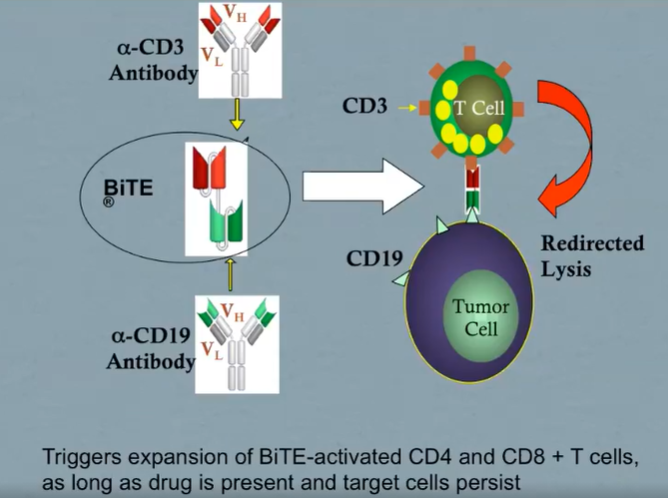 α-CD3
Antibody
VH
VL
BiTE
®
CD3
T Cell
CD19
Redirected
Lysis
Tumor
Cell
α-CD19
Antibody
VH
VL
Triggers expansion of BiTE-activated CD4 and CD8 + T cells,
as long as drug is present and target cells persist